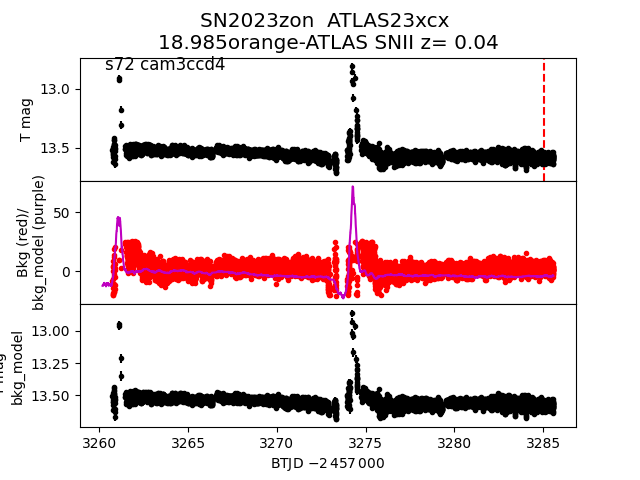 SN2023zon ATLAS23xcx
18.985orange-ATLAS SNII z= 0.04
s72 cam3ccd4
13.0
13.5
T mag
50
0
Bkg (red)/
bkg_model (purple)
13.00
13.25
13.50
mag
bkg_model
3260 3265 3270 3275 3280 3285
BTJD −2 457 000